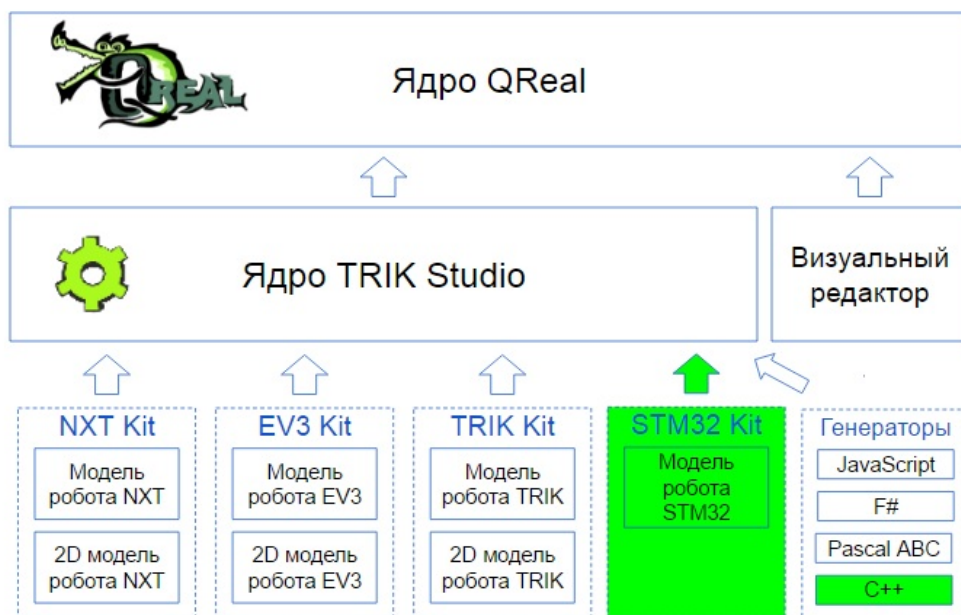 QREAL
Ядро QReal
Ядро TRIK Studio
Визуальный
редактор
NXT Kit
Модель
робота NXT
2D модель
робота NXT
EV3 Kit
Модель
робота EV3
2D модель
робота EV3
TRIK Kit
Модель
робота TRIK
2D модель
робота TRIK
STM32 Kit
Модель
робота
STM32
Генераторы
JavaScript
F#
Pascal ABC
C++